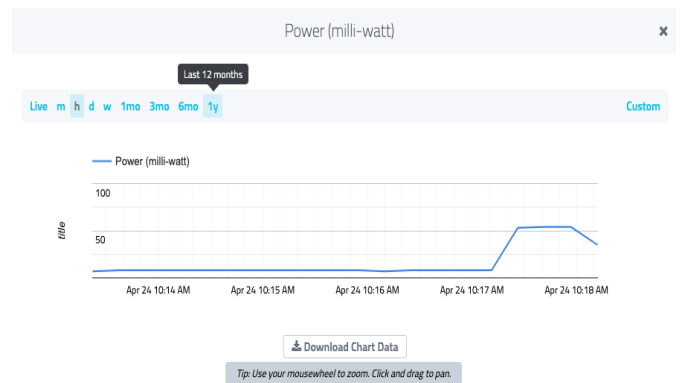 Power (milli-watt) ×
Last 12 months
Live m h d w 1mo 3mo 6mo 1y Custom
Power (milli-watt)
100
title
50
Apr 24 10:14 AM Apr 24 10:15 AM Apr 24 10:16 AM Apr 24 10:17 AM Apr 24 10:18 AM
Download Chart Data
Tip: Use your mousewheel to zoom. Click and drag to pan.